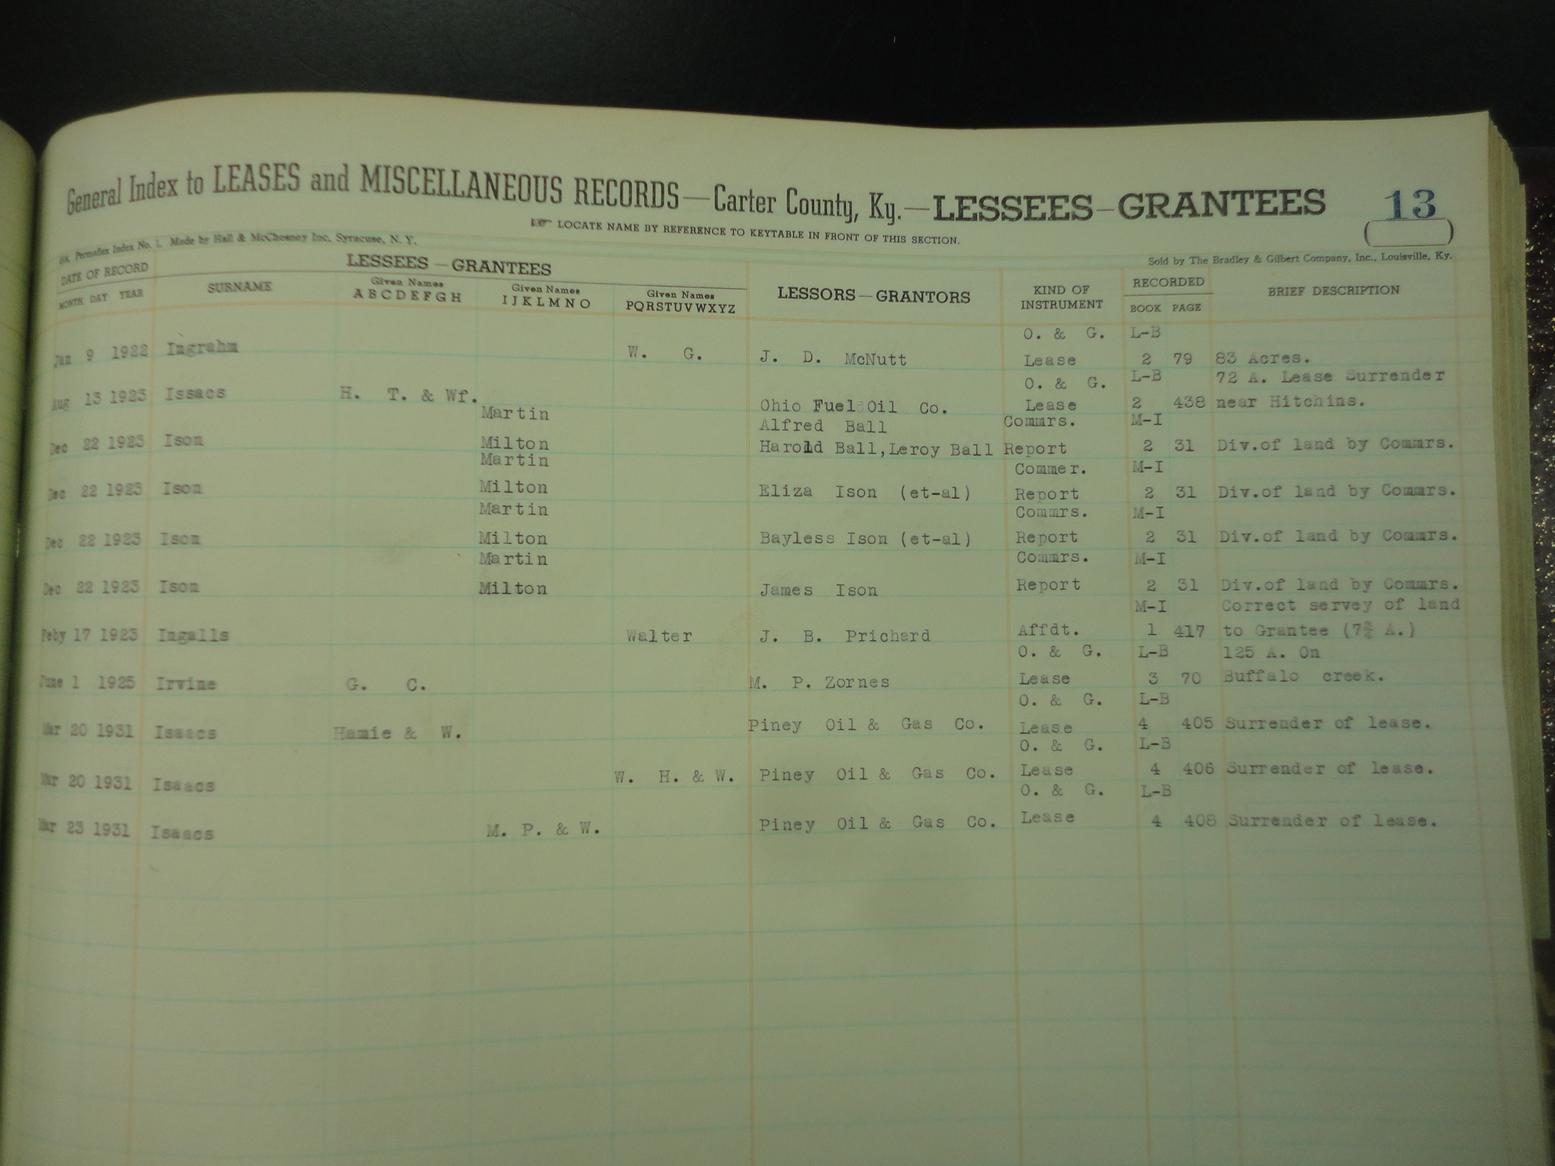 General Index to LEASES and MISCELLANEOUS RECORDS—Carter County, Ky.—LESSEES—GRANTEES 13
☞ LOCATE NAME BY REFERENCE TO KEYTABLE IN FRONT OF THIS SECTION.
Permadex Index No. 1. Made by Hall & McChesney Inc. Syracuse, N. Y.
Sold by The Bradley & Gilbert Company, Inc., Louisville, Ky.
DATE OF RECORD LESSEES—GRANTEES LESSORS—GRANTORS KIND OF INSTRUMENT RECORDED BRIEF DESCRIPTION
MONTH DAY YEAR SURNAME Given Names ABCDEFGH Given Names IJKLMNO Given Names PQRSTUVWXYZ BOOK PAGE
O. & G. L-B
Jan 9 1922 Ingrahm W. G. J. D. McNutt Lease 2 79 83 Acres.
O. & G. L-B 72 A. Lease Surrender
Aug 13 1923 Issacs H. T. & Wf. Ohio Fuel Oil Co. Lease 2 438 near Hitchins.
Martin Alfred Ball Commrs. M-I
Dec 22 1923 Ison Milton Harold Ball,Leroy Ball Report 2 31 Div.of land by Commrs.
Martin Commer. M-I
Dec 22 1923 Ison Milton Eliza Ison (et-al) Report 2 31 Div.of land by Commrs.
Martin Commrs. M-I
Dec 22 1923 Ison Milton Bayless Ison (et-al) Report 2 31 Div.of land by Commrs.
Martin Commrs. M-I
Dec 22 1923 Ison Milton James Ison Report 2 31 Div.of land by Commrs.
M-I Correct servey of land
Feby 17 1923 Ingalls Walter J. B. Prichard Affdt. 1 417 to Grantee (7¾ A.)
O. & G. L-B 125 A. On
June 1 1925 Irvine G. C. M. P. Zornes Lease 3 70 Buffalo creek.
O. & G. L-B
Mar 20 1931 Isaacs Hamie & W. Piney Oil & Gas Co. Lease 4 405 Surrender of lease.
O. & G. L-B
Mar 20 1931 Isaacs W. H. & W. Piney Oil & Gas Co. Lease 4 406 Surrender of lease.
O. & G. L-B
Mar 23 1931 Isaacs M. P. & W. Piney Oil & Gas Co. Lease 4 408 Surrender of lease.